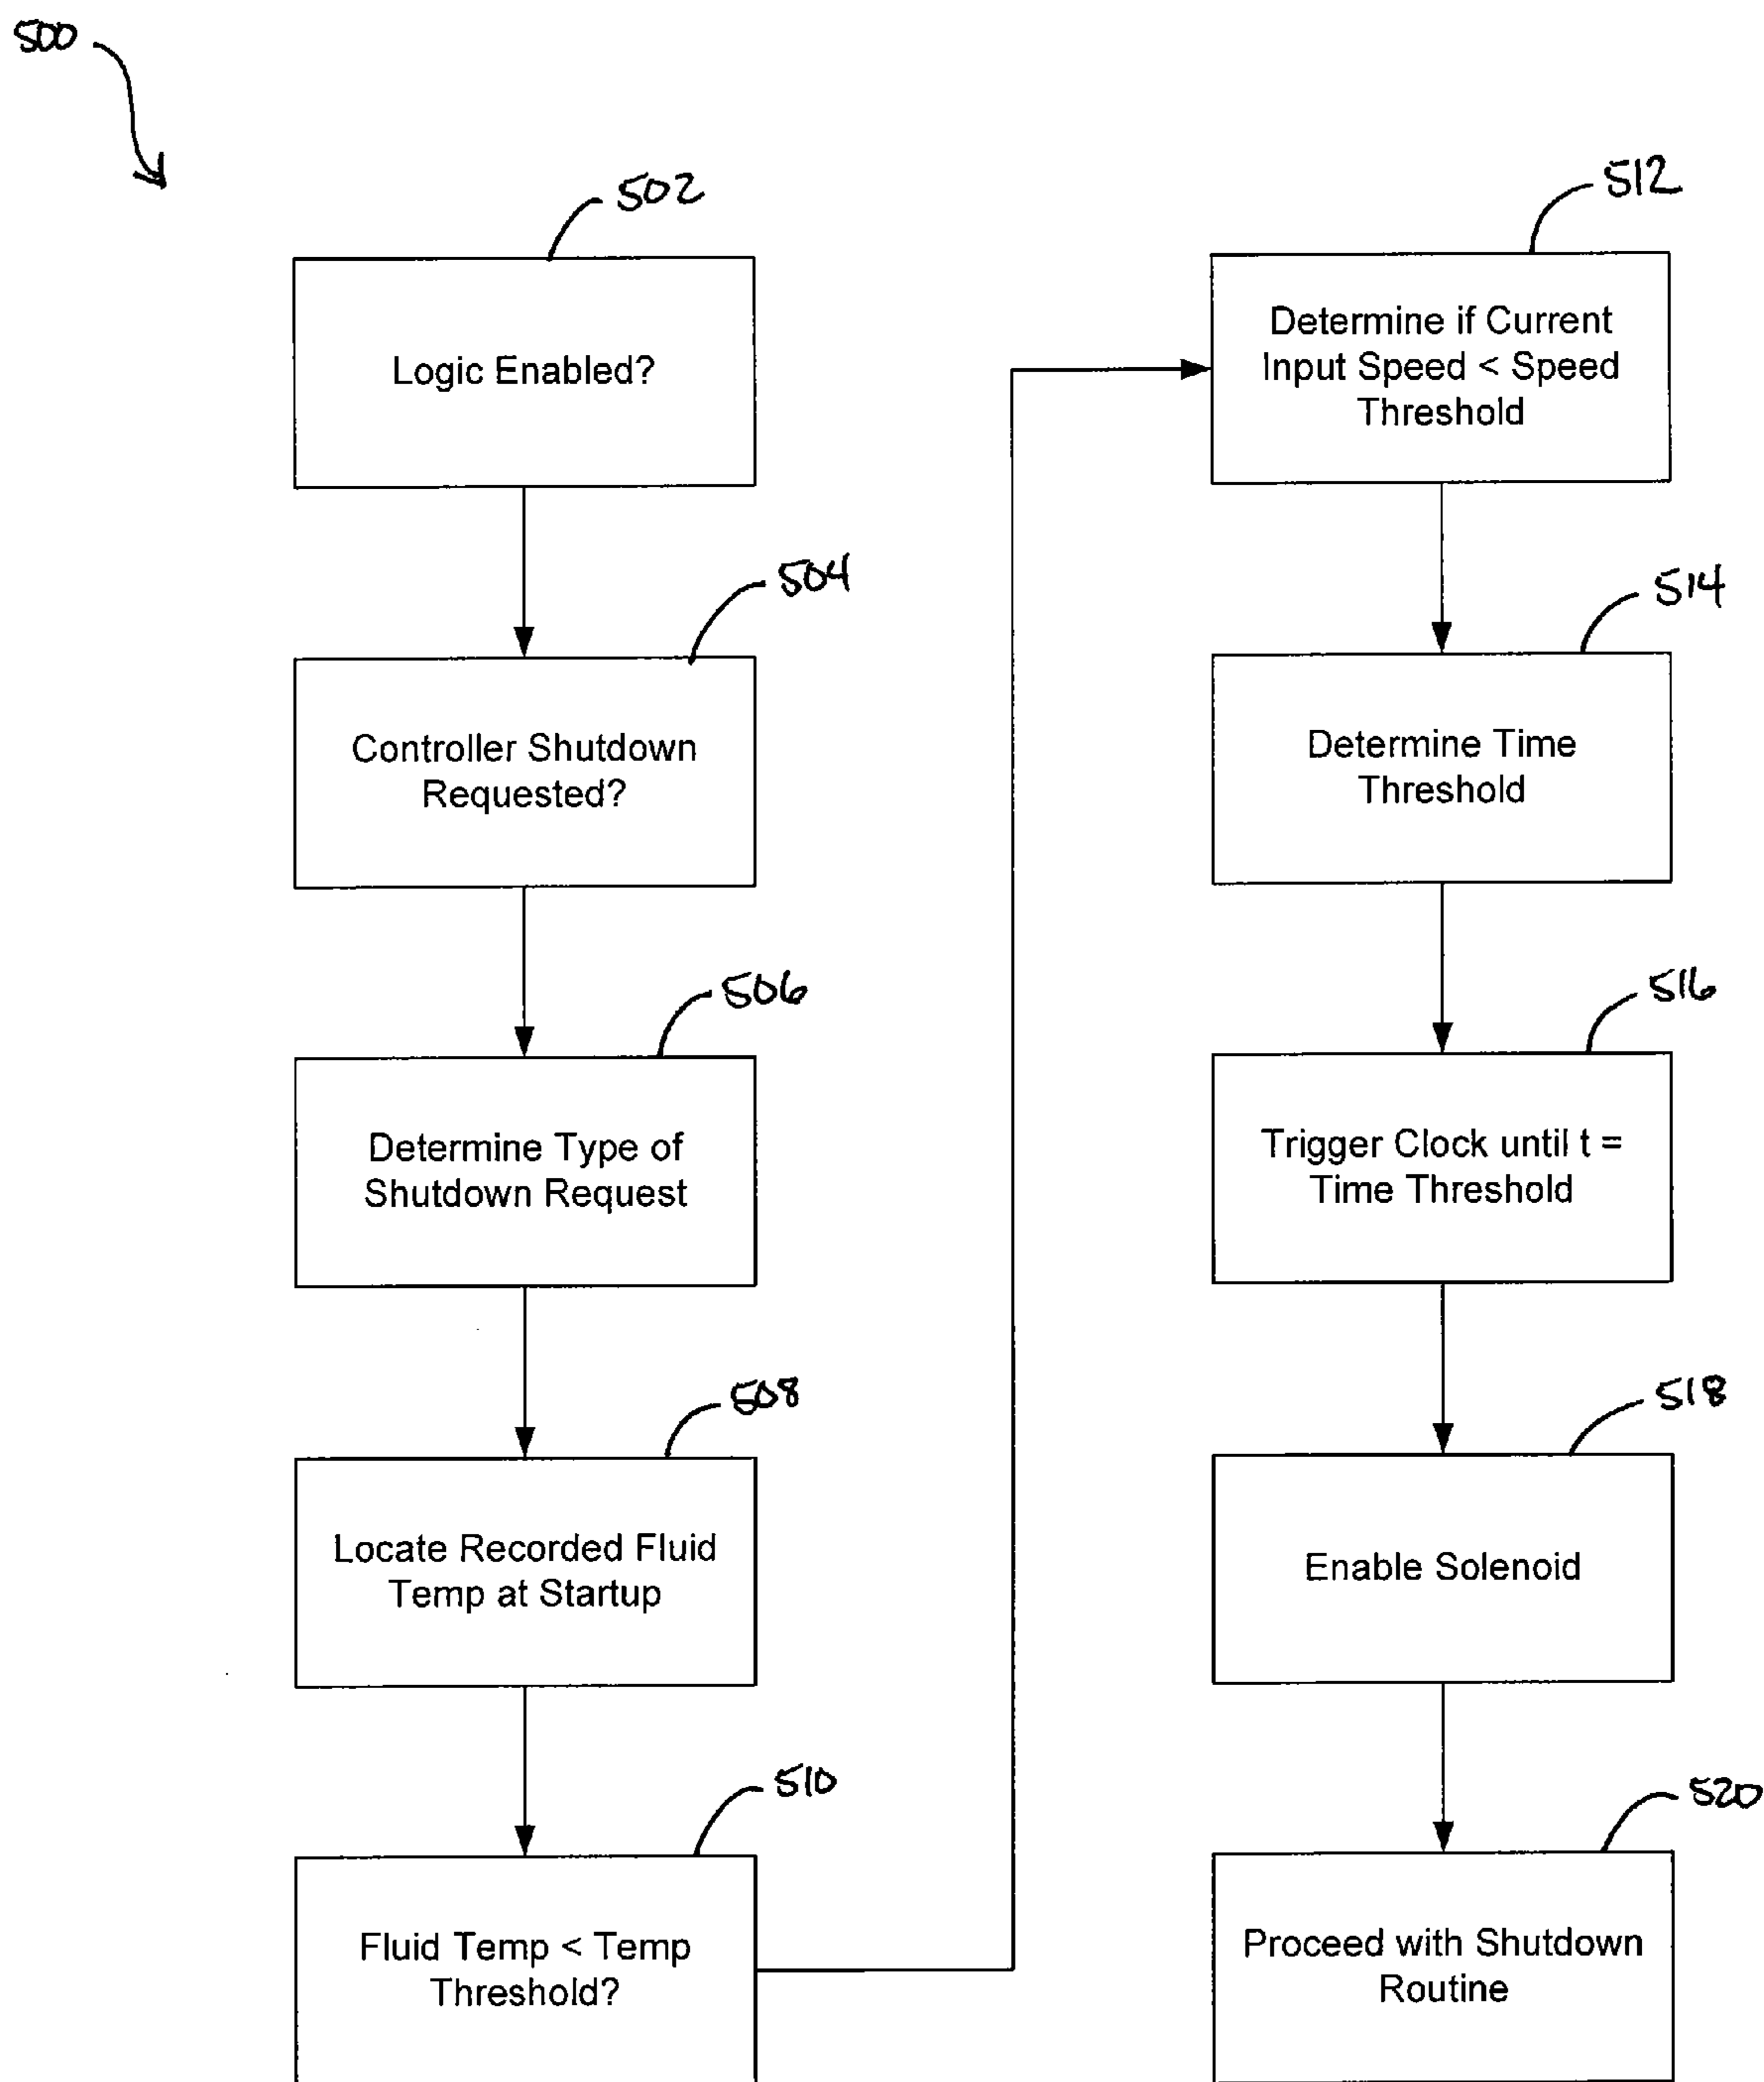 500
502
Logic Enabled?
504
Controller Shutdown
Requested?
506
Determine Type of
Shutdown Request
508
Locate Recorded Fluid
Temp at Startup
510
Fluid Temp < Temp
Threshold?
512
Determine if Current
Input Speed < Speed
Threshold
514
Determine Time
Threshold
516
Trigger Clock until t =
Time Threshold
518
Enable Solenoid
520
Proceed with Shutdown
Routine